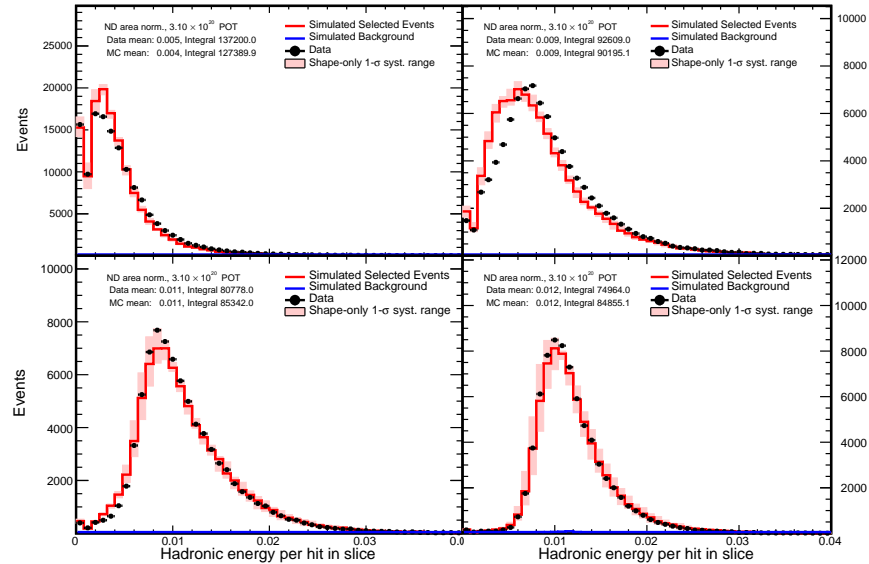 ND area norm., 3.10 × 10²⁰ POT
Data mean: 0.005, Integral 137200.0
MC mean: 0.004, Integral 127389.9
Simulated Selected Events
Simulated Background
Data
Shape-only 1-σ syst. range
25000
20000
15000
10000
5000
Events
ND area norm., 3.10 × 10²⁰ POT
Data mean: 0.009, Integral 92609.0
MC mean: 0.009, Integral 90195.1
Simulated Selected Events
Simulated Background
Data
Shape-only 1-σ syst. range
10000
8000
6000
4000
2000
ND area norm., 3.10 × 10²⁰ POT
Data mean: 0.011, Integral 80778.0
MC mean: 0.011, Integral 85342.0
Simulated Selected Events
Simulated Background
Data
Shape-only 1-σ syst. range
10000
8000
6000
4000
2000
Events
0 0.01 0.02 0.03 0.0
Hadronic energy per hit in slice
ND area norm., 3.10 × 10²⁰ POT
Data mean: 0.012, Integral 74964.0
MC mean: 0.012, Integral 84855.1
Simulated Selected Events
Simulated Background
Data
Shape-only 1-σ syst. range
12000
10000
8000
6000
4000
2000
0.01 0.02 0.03 0.04
Hadronic energy per hit in slice